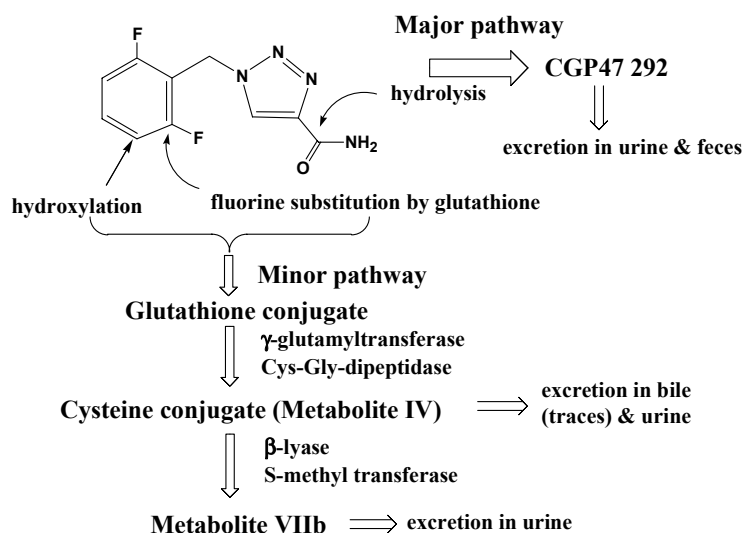 F
Major pathway
N
N
N
CGP47 292
hydrolysis
F
NH2
O
excretion in urine & feces
hydroxylation
fluorine substitution by glutathione
Minor pathway
Glutathione conjugate
γ-glutamyltransferase
Cys-Gly-dipeptidase
Cysteine conjugate (Metabolite IV)
excretion in bile
(traces) & urine
β-lyase
S-methyl transferase
Metabolite VIIb
excretion in urine